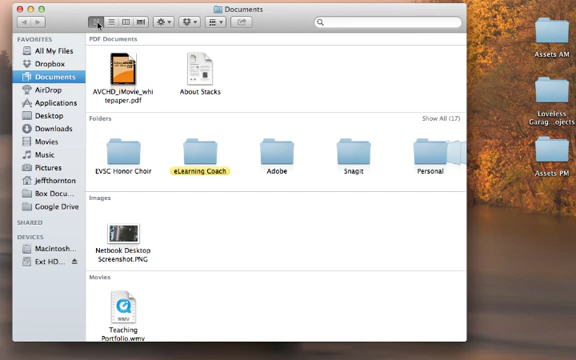 Documents
FAVORITES
All My Files
Dropbox
Documents
AirDrop
Applications
Desktop
Downloads
Movies
Music
Pictures
jeffthornton
Box Docu...
Google Drive
SHARED
DEVICES
Macintosh...
Ext HD...
PDF Documents
AVCHD_iMovie_whi
tepaper.pdf
About Stacks
Folders
Show All (17)
EVSC Honor Choir
eLearning Coach
Adobe
Snagit
Personal
Images
Netbook Desktop
Screenshot.PNG
Movies
WMV
Teaching
Portfolio.wmv
Assets AM
Loveless
Garag...ojects
Assets PM